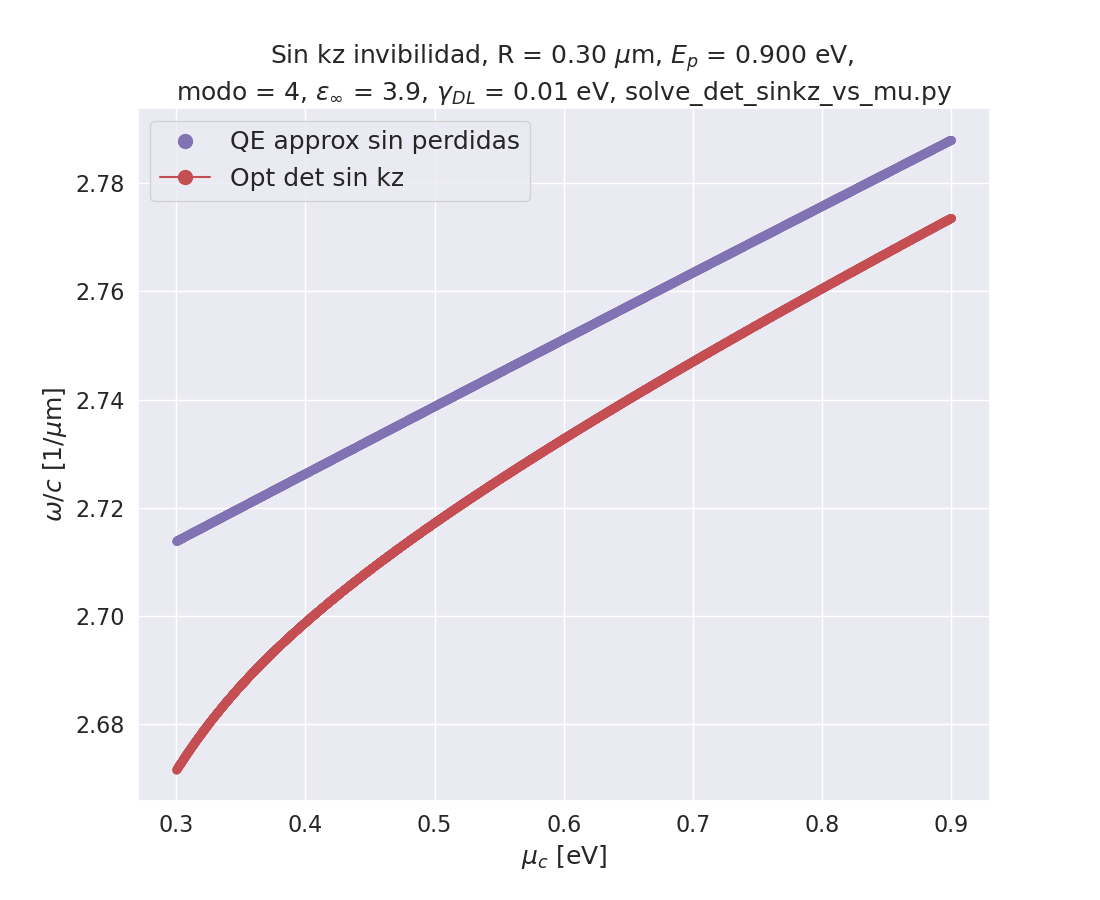 Sin kz invibilidad, R = 0.30 μm, E_p = 0.900 eV,
modo = 4, ε_∞ = 3.9, γ_DL = 0.01 eV, solve_det_sinkz_vs_mu.py
QE approx sin perdidas
Opt det sin kz
ω/c [1/μm]
2.78
2.76
2.74
2.72
2.70
2.68
0.3 0.4 0.5 0.6 0.7 0.8 0.9
μ_c [eV]